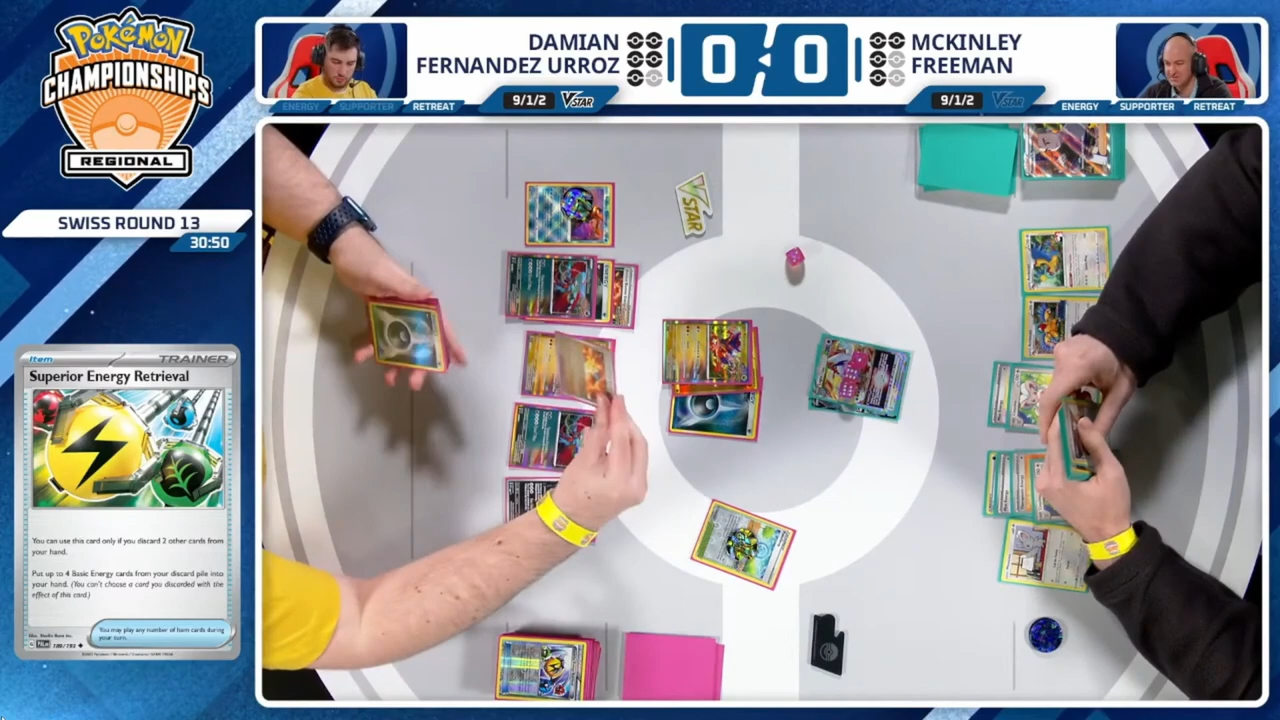 Pokémon
CHAMPIONSHIPS
REGIONAL
SWISS ROUND 13
30:50
DAMIAN
FERNANDEZ URROZ
0 0
MCKINLEY
FREEMAN
ENERGY SUPPORTER RETREAT
9/1/2 VSTAR
9/1/2 VSTAR
ENERGY SUPPORTER RETREAT
VSTAR
Item TRAINER
Superior Energy Retrieval
You can use this card only if you discard 2 other cards from
your hand.
Put up to 4 Basic Energy cards from your discard pile into
your hand. (You can't choose a card you discarded with the
effect of this card.)
You may play any number of Item cards during
your turn.